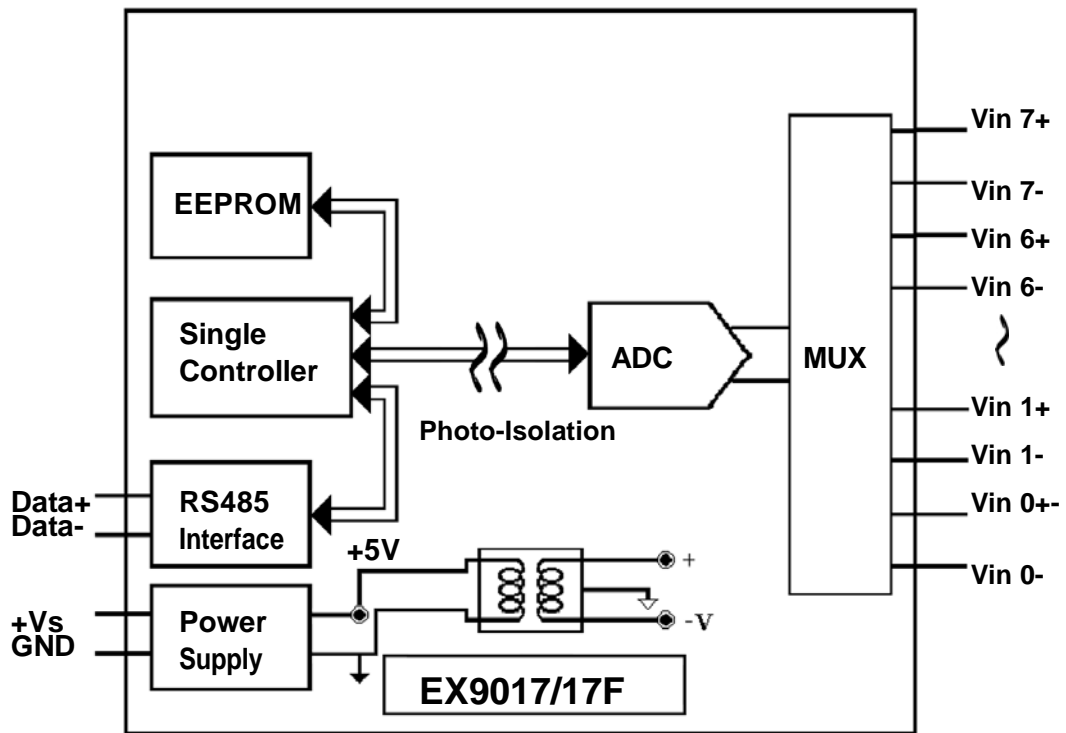 Vin 7+
EEPROM
Vin 7-
Vin 6+
Vin 6-
Single
Controller
ADC
MUX
Photo-Isolation
Vin 1+
Vin 1-
Data+
Data-
RS485
Interface
Vin 0+-
+5V
+
Vin 0-
+Vs
GND
Power
Supply
-V
EX9017/17F